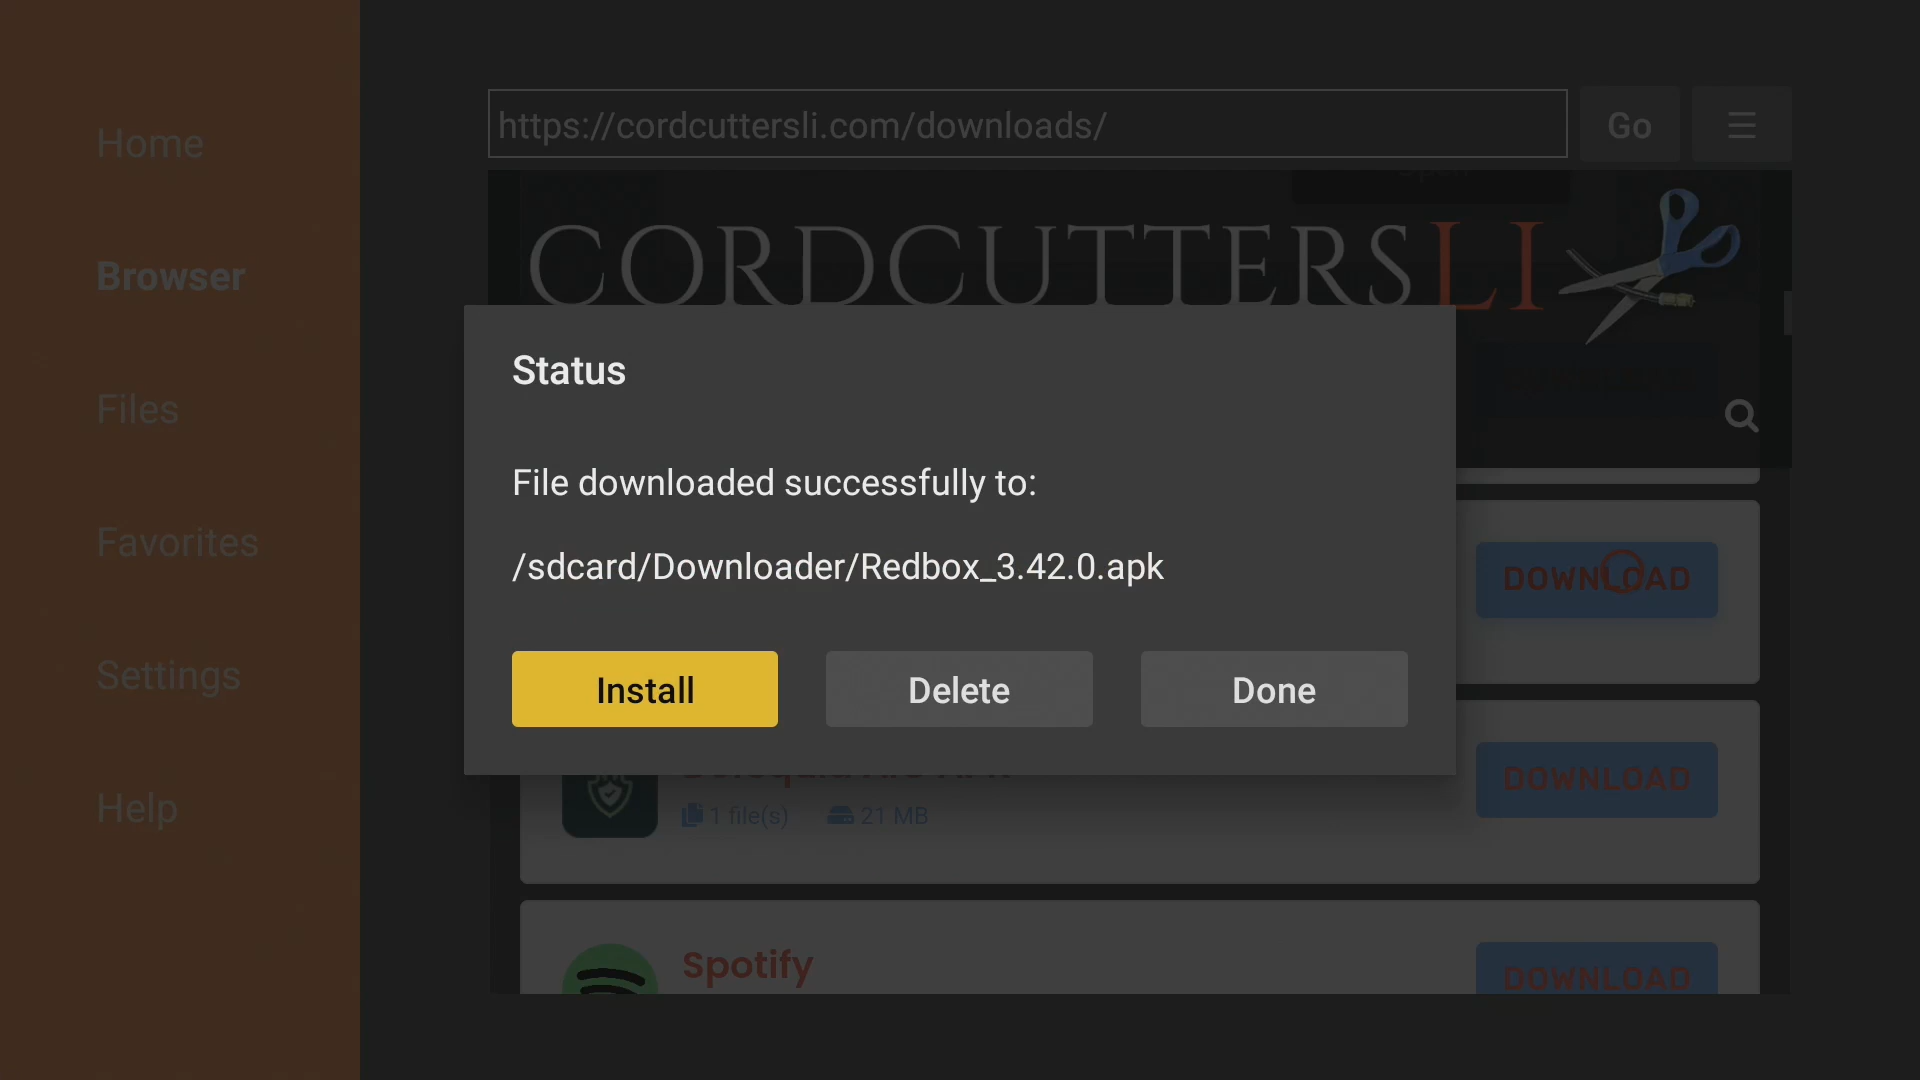 Home
Browser
Files
Favorites
Settings
Help
https://cordcuttersli.com/downloads/
Go
CORDCUTTERSLI
Status
File downloaded successfully to:
/sdcard/Downloader/Redbox_3.42.0.apk
Install
Delete
Done
DOWNLOAD
DOWNLOAD
1 file(s)
21 MB
Spotify
DOWNLOAD